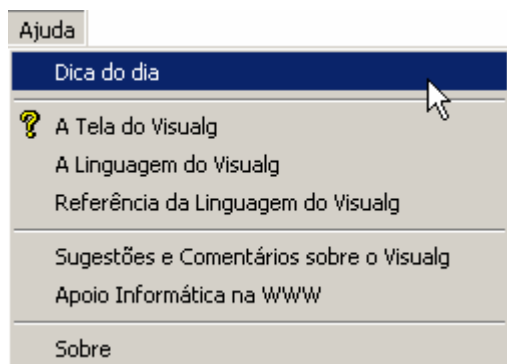 Ajuda
Dica do dia
A Tela do Visualg
A Linguagem do Visualg
Referência da Linguagem do Visualg
Sugestões e Comentários sobre o Visualg
Apoio Informática na WWW
Sobre